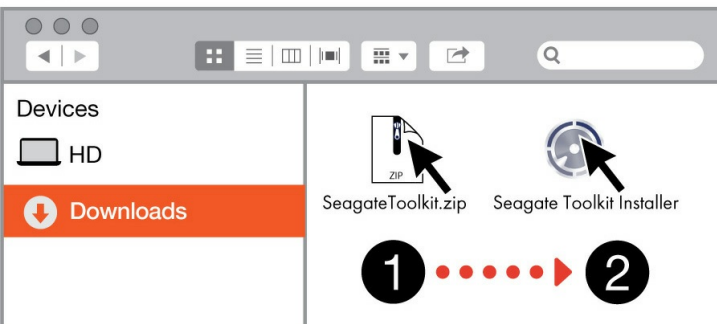 Devices
HD
Downloads
ZIP
SeagateToolkit.zip
Seagate Toolkit Installer
1
2